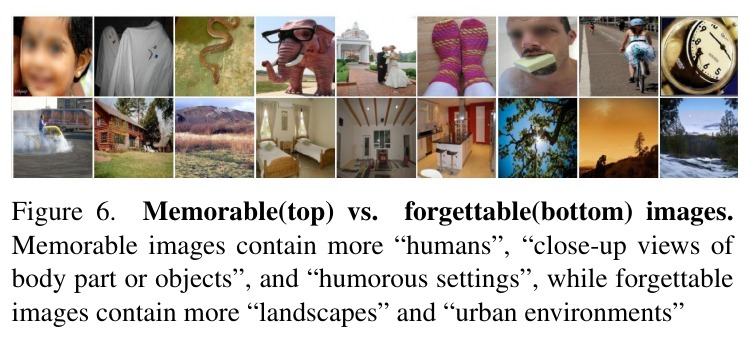 Figure 6. Memorable(top) vs. forgettable(bottom) images.
Memorable images contain more “humans”, “close-up views of
body part or objects”, and “humorous settings”, while forgettable
images contain more “landscapes” and “urban environments”